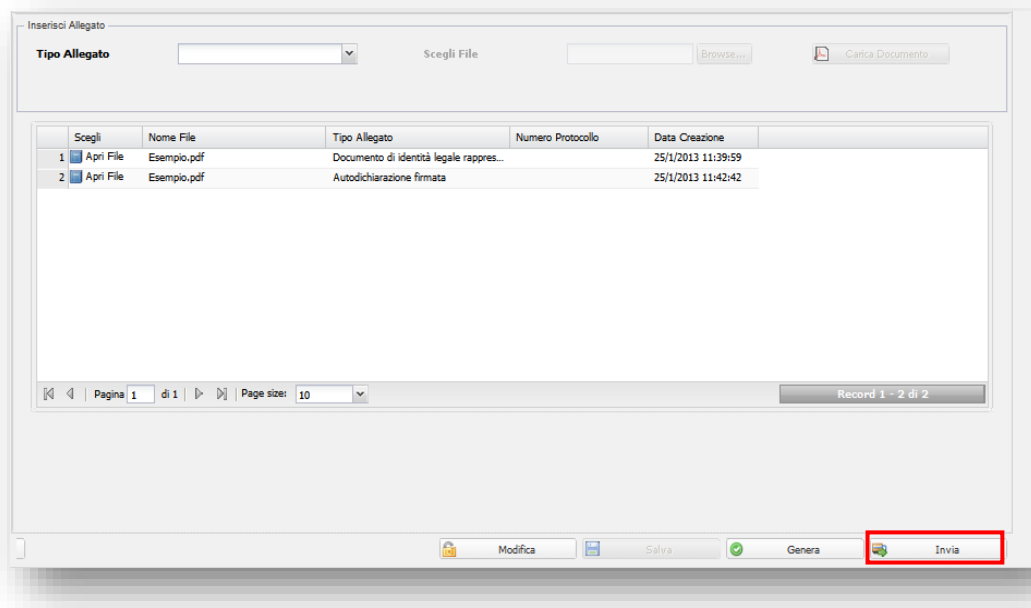 Inserisci Allegato
Tipo Allegato Scegli File Browse... Carica Documento
Scegli Nome File Tipo Allegato Numero Protocollo Data Creazione
1 Apri File Esempio.pdf Documento di identità legale rappres... 25/1/2013 11:39:59
2 Apri File Esempio.pdf Autodichiarazione firmata 25/1/2013 11:42:42
Pagina 1 di 1 Page size: 10 Record 1 - 2 di 2
Modifica Salva Genera Invia